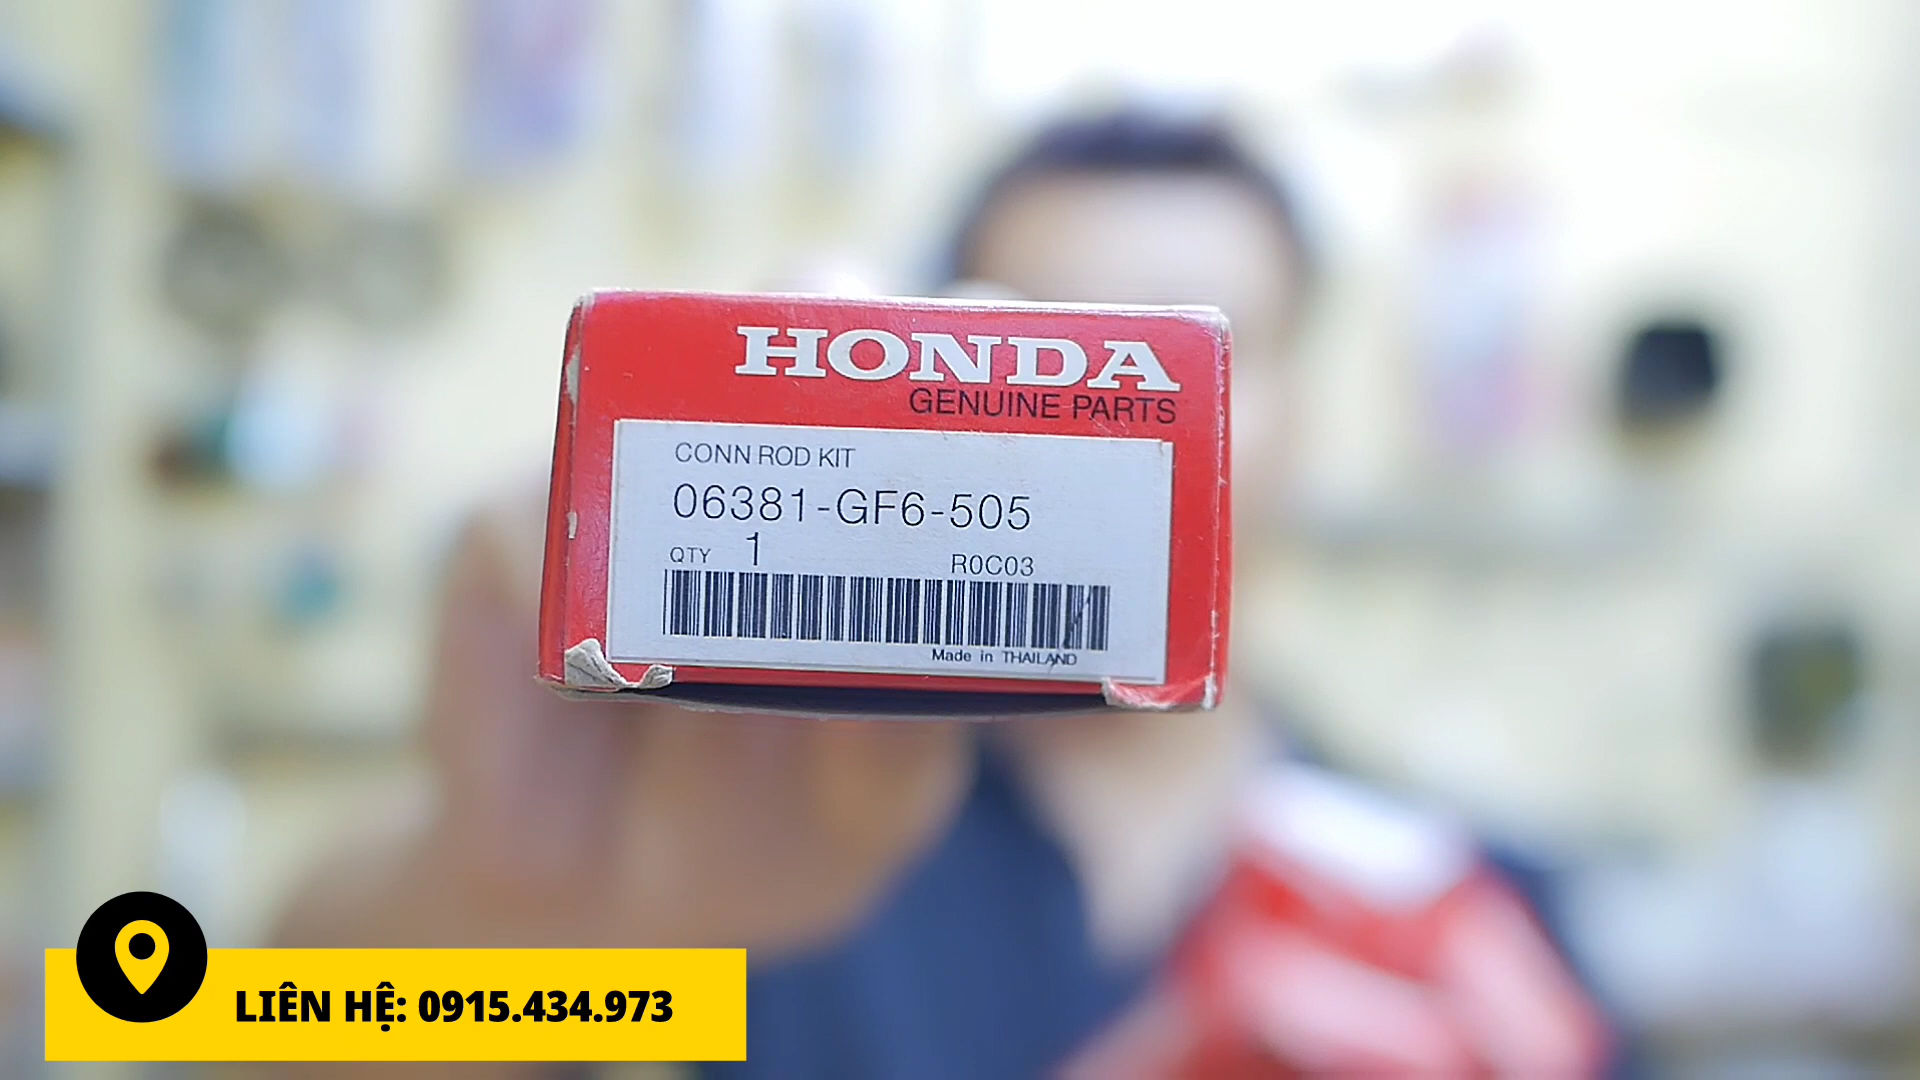 HONDA
GENUINE PARTS
CONN ROD KIT
06381-GF6-505
QTY 1 R0C03
Made in THAILAND
LIÊN HỆ: 0915.434.973